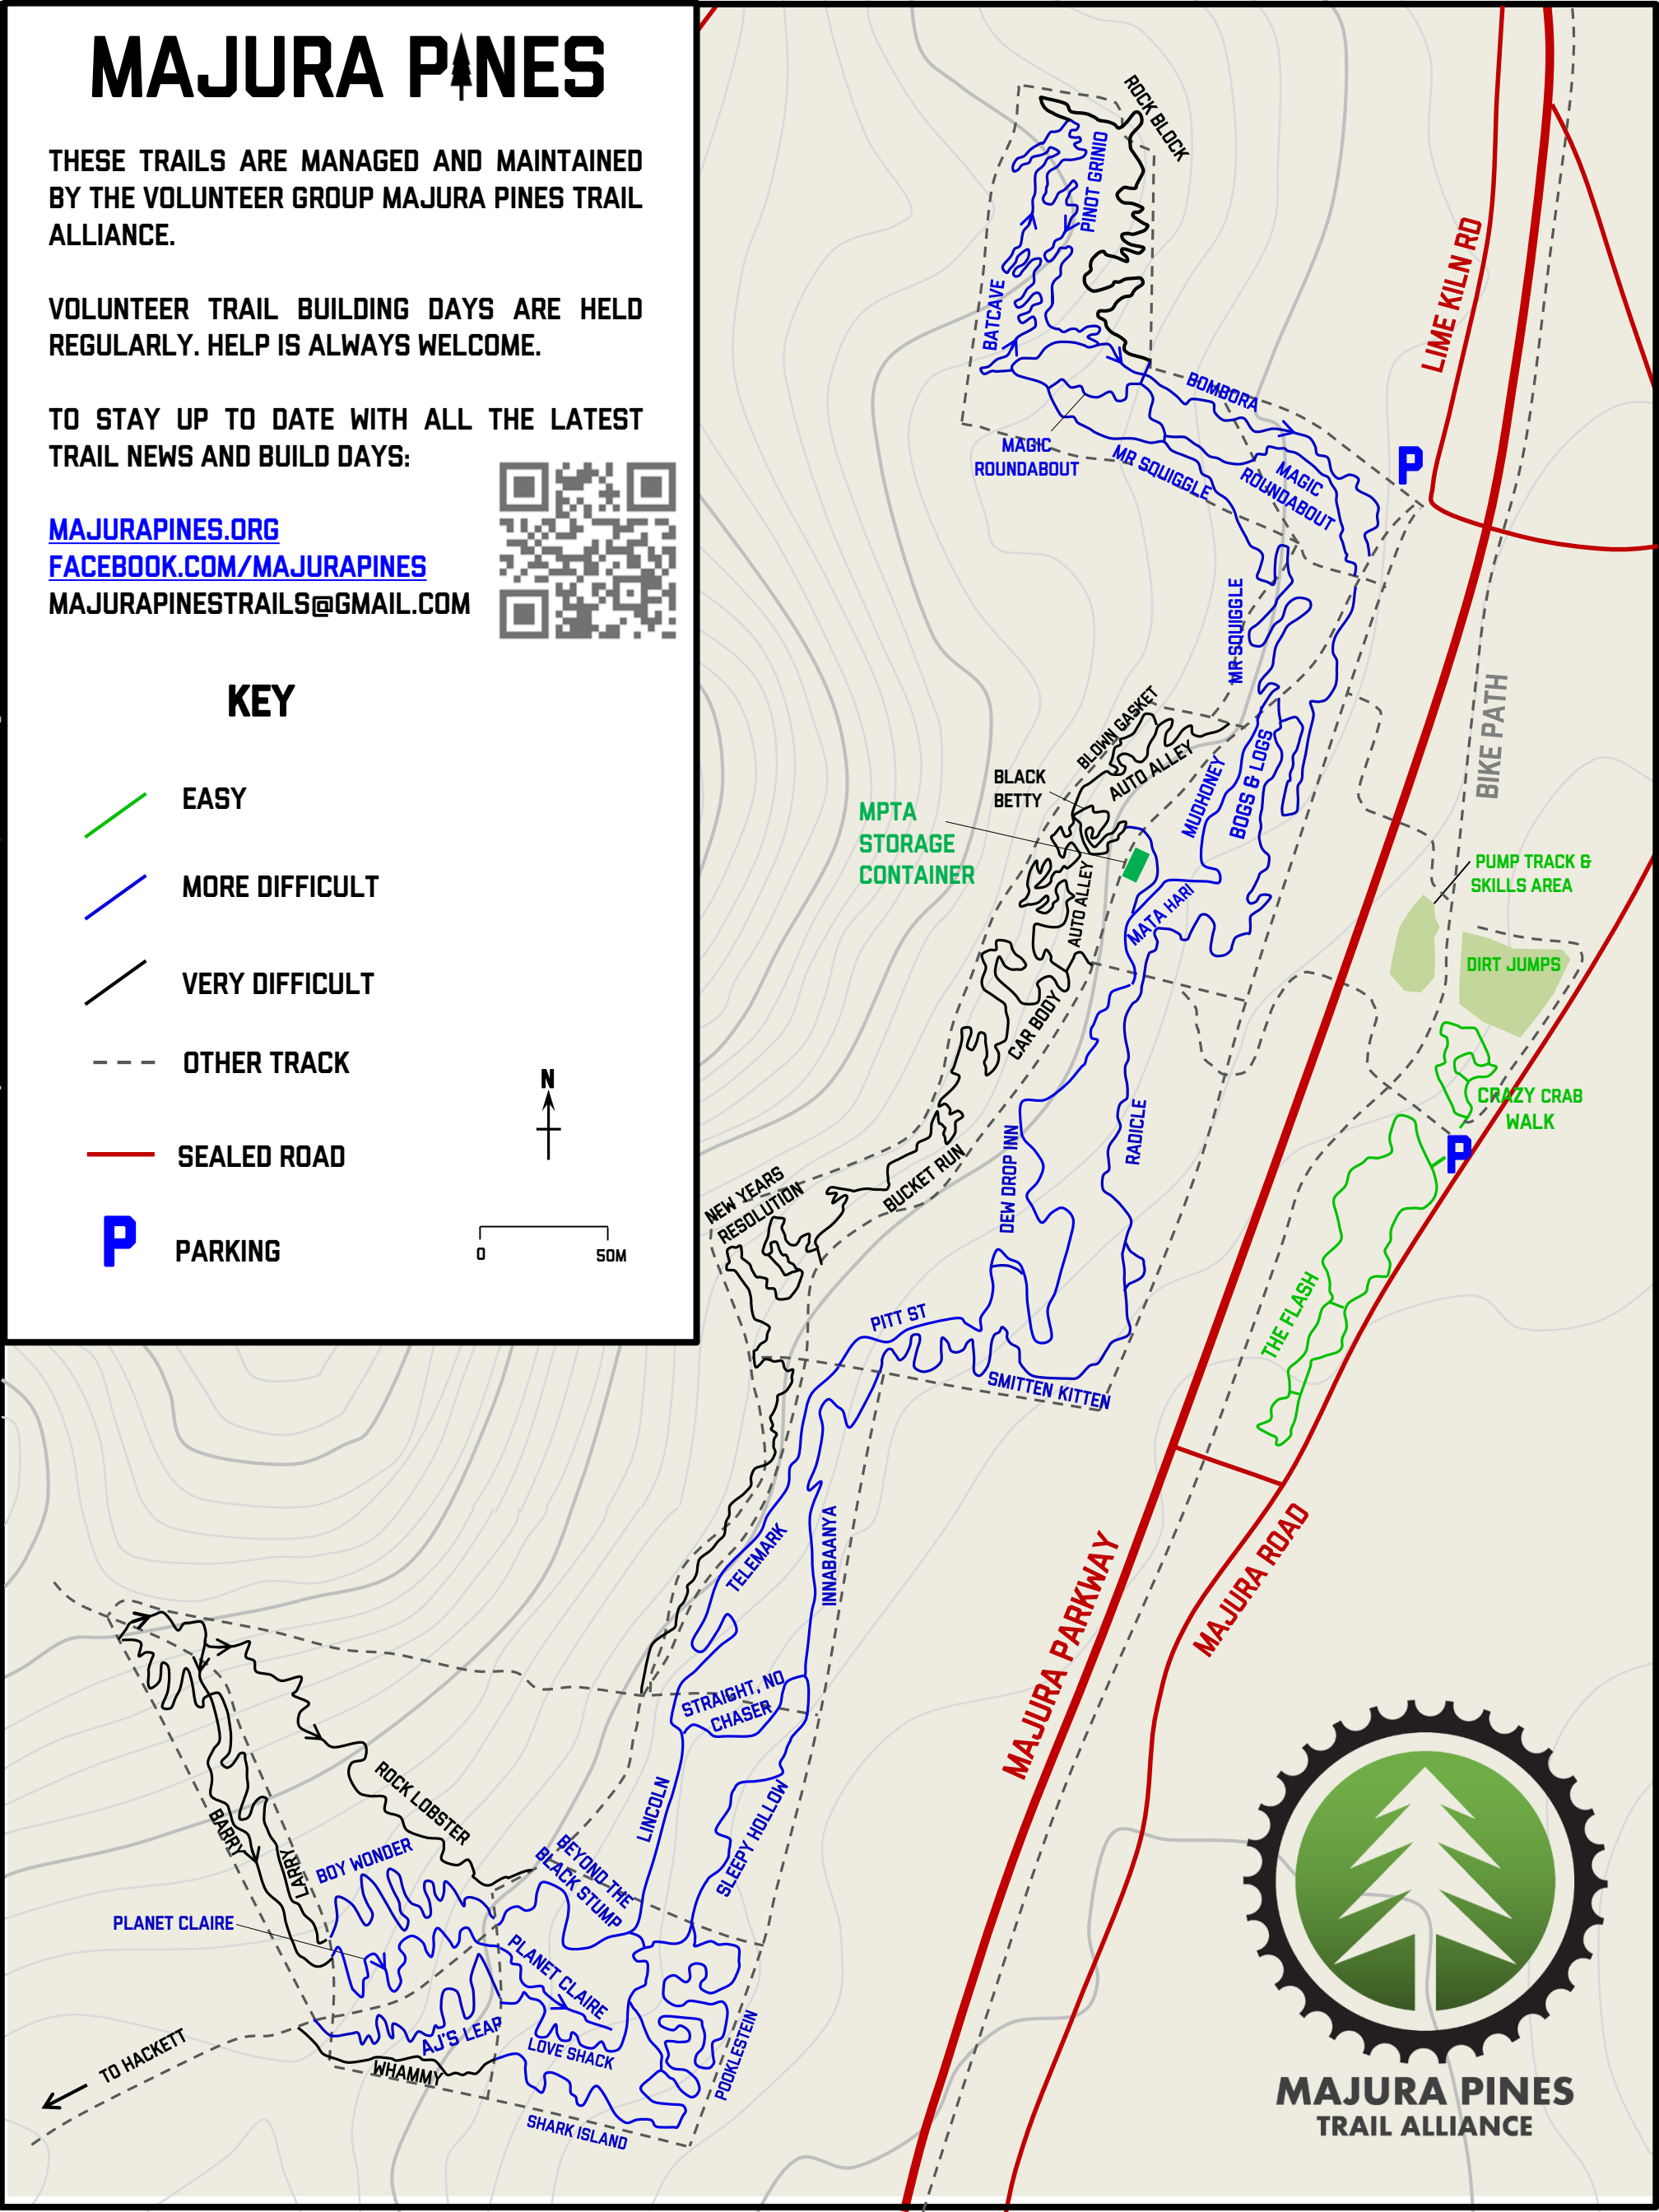 MAJURA PINES
THESE TRAILS ARE MANAGED AND MAINTAINED
BY THE VOLUNTEER GROUP MAJURA PINES TRAIL
ALLIANCE.
VOLUNTEER TRAIL BUILDING DAYS ARE HELD
REGULARLY. HELP IS ALWAYS WELCOME.
TO STAY UP TO DATE WITH ALL THE LATEST
TRAIL NEWS AND BUILD DAYS:
MAJURAPINES.ORG
FACEBOOK.COM/MAJURAPINES
MAJURAPINESTRAILS@GMAIL.COM
KEY
EASY
MORE DIFFICULT
VERY DIFFICULT
OTHER TRACK
SEALED ROAD
P
PARKING
N
0
50M
ROCK BLOCK
PINOT GRINIO
BATCAVE
LIME KILN RD
BOMBORA
MAGIC
ROUNDABOUT
MR SQUIGGLE
MAGIC
ROUNDABOUT
P
MR SQUIGGLE
BIKE PATH
BLOWN GASKET
AUTO ALLEY
BLACK
BETTY
MPTA
STORAGE
CONTAINER
MUDHONEY
BOGS & LOGS
PUMP TRACK &
SKILLS AREA
AUTO ALLEY
MATA HARI
DIRT JUMPS
CAR BODY
CRAZY CRAB
WALK
P
RADICLE
DEW DROP INN
BUCKET RUN
NEW YEARS
RESOLUTION
PITT ST
THE FLASH
SMITTEN KITTEN
TELEMARK
INNABAANYA
MAJURA PARKWAY
MAJURA ROAD
STRAIGHT, NO
CHASER
LINCOLN
SLEEPY HOLLOW
ROCK LOBSTER
BARRY
LARRY
BOY WONDER
BEYOND THE
BLACK STUMP
PLANET CLAIRE
PLANET CLAIRE
AJ'S LEAP
LOVE SHACK
POOKLESTEIN
TO HACKETT
WHAMMY
SHARK ISLAND
MAJURA PINES
TRAIL ALLIANCE